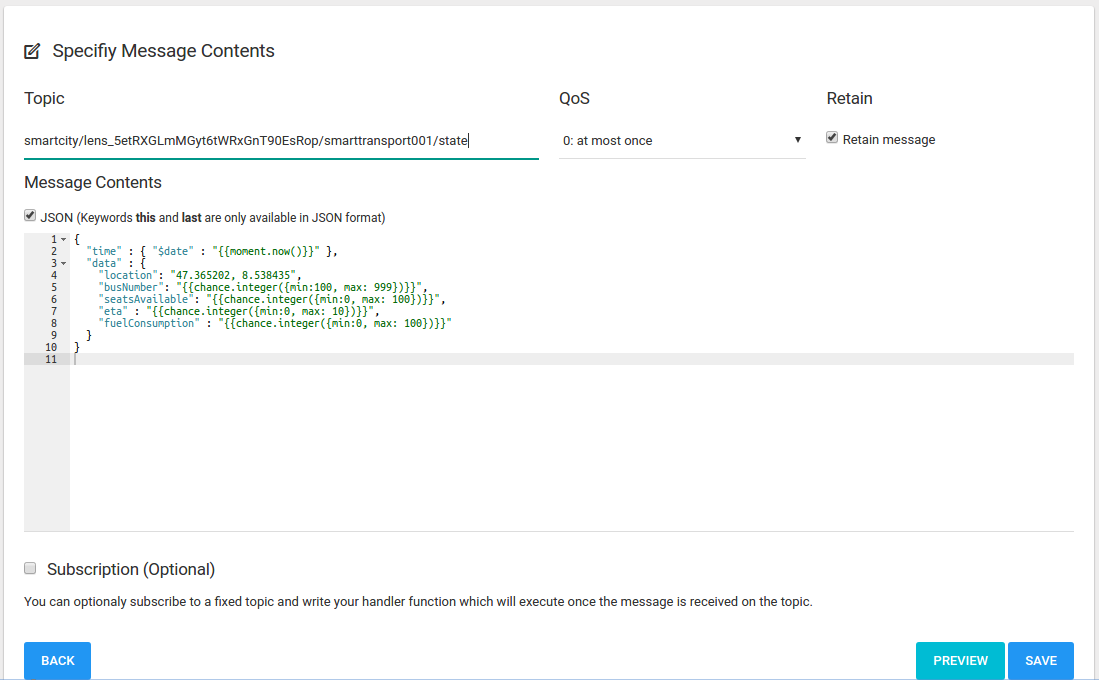 Specifiy Message Contents
Topic QoS Retain
smartcity/lens_5etRXGLmMGyt6tWRxGnT90EsRop/smarttransport001/state 0: at most once Retain message
Message Contents
JSON (Keywords this and last are only available in JSON format)
1 {
2 "time" : { "$date" : "{{moment.now()}}" },
3 "data" : {
4 "location": "47.365202, 8.538435",
5 "busNumber": "{{chance.integer({min:100, max: 999})}}",
6 "seatsAvailable": "{{chance.integer({min:0, max: 100})}}",
7 "eta" : "{{chance.integer({min:0, max: 10})}}",
8 "fuelConsumption" : "{{chance.integer({min:0, max: 100})}}"
9 }
10 }
11
Subscription (Optional)
You can optionaly subscribe to a fixed topic and write your handler function which will execute once the message is received on the topic.
BACK PREVIEW SAVE